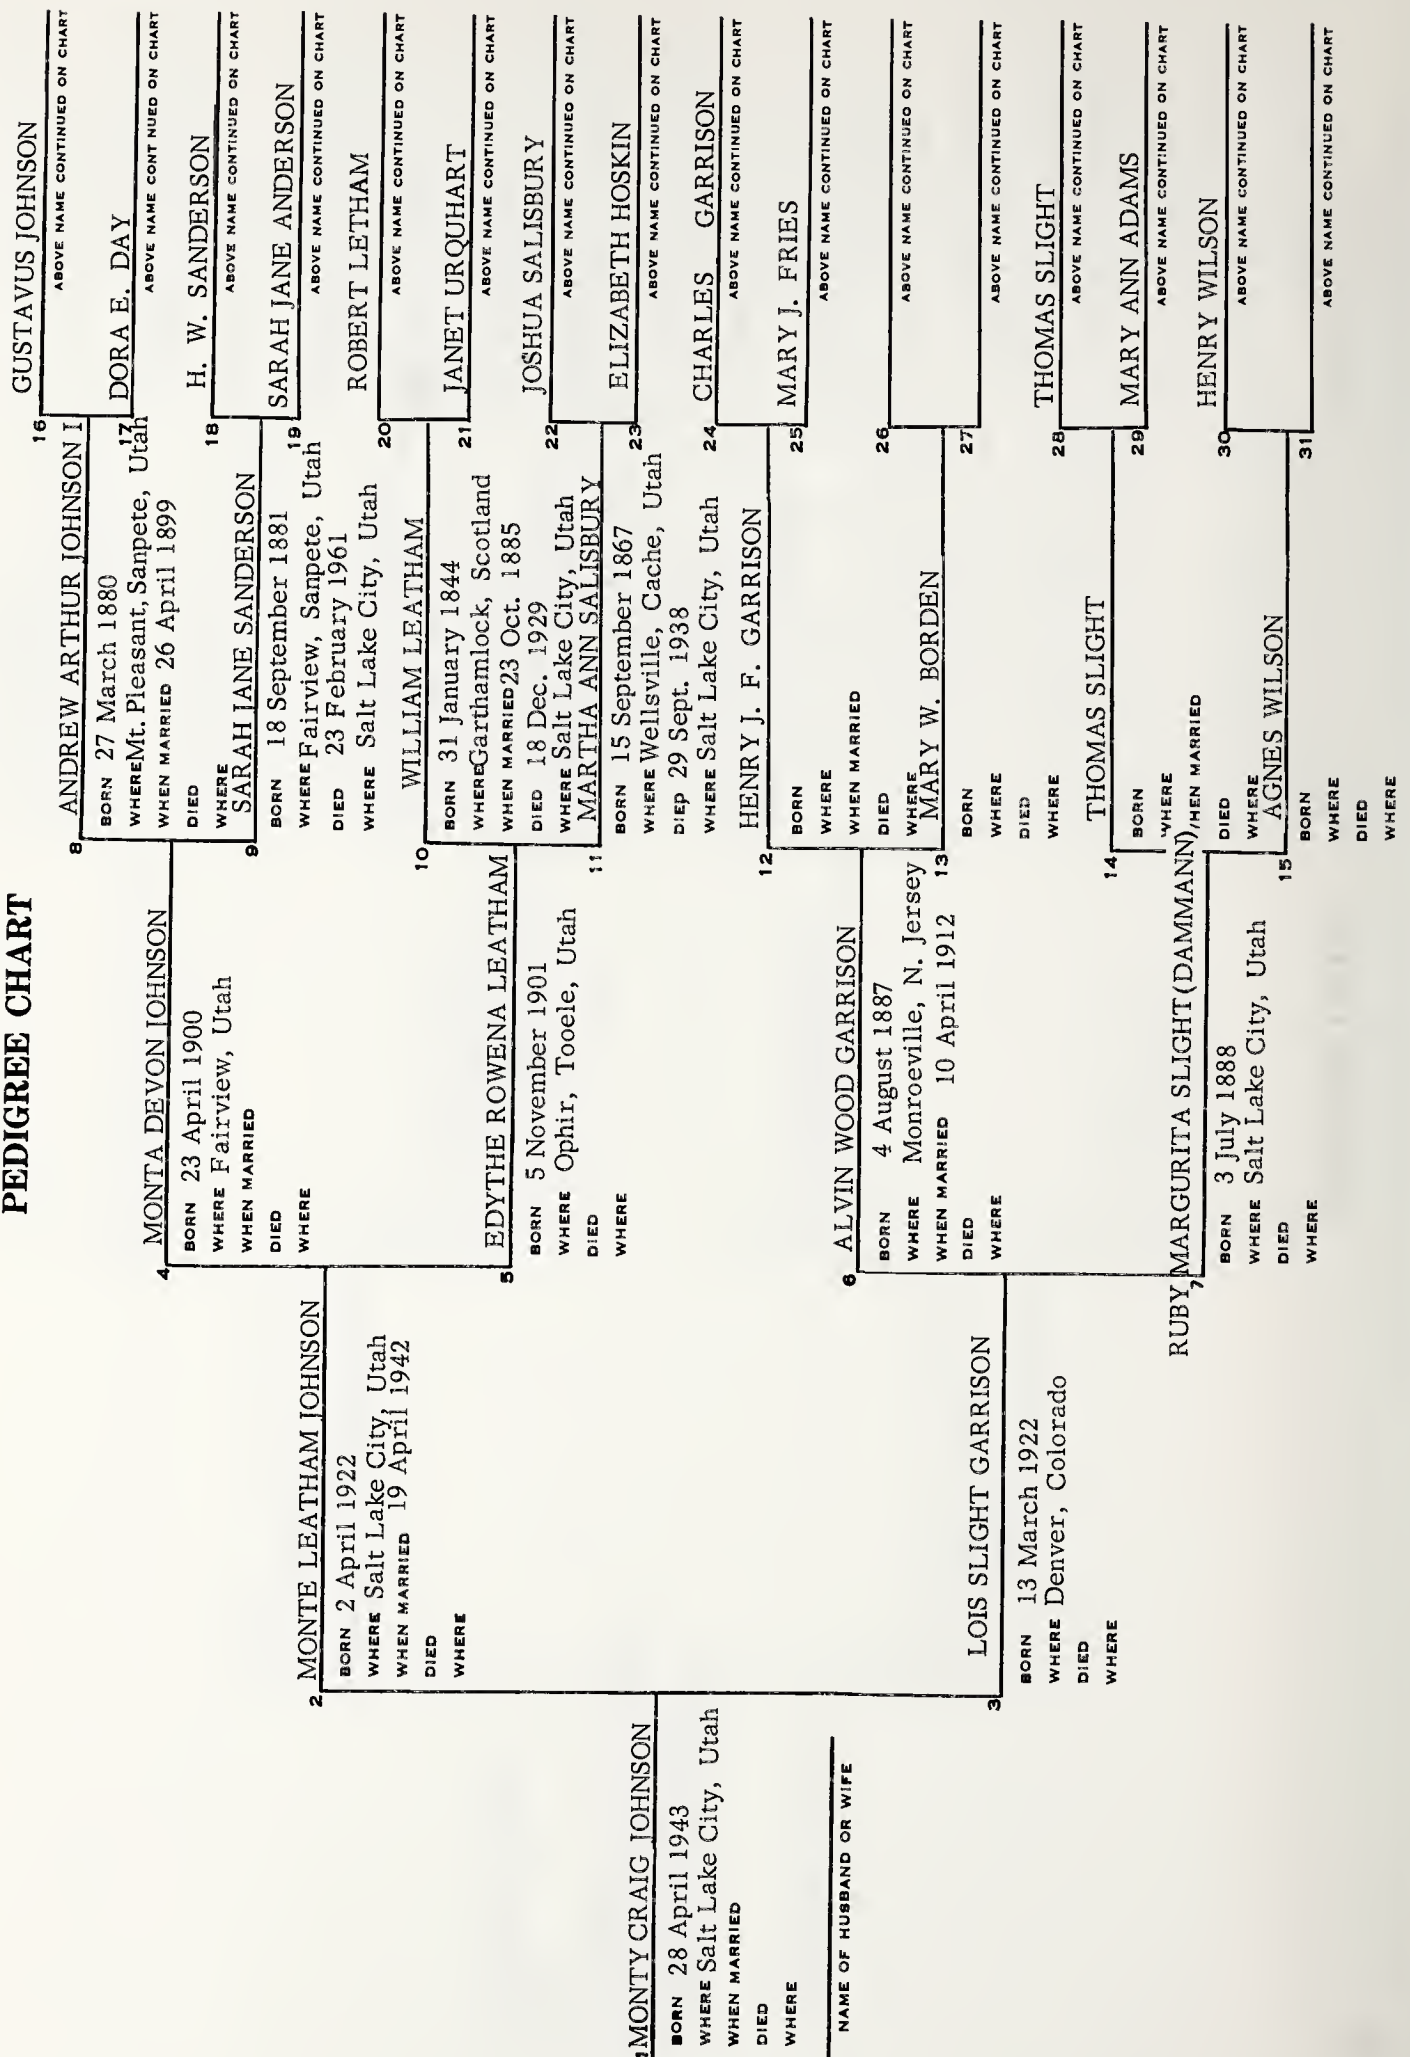 PEDIGREE CHART
MONTY CRAIG JOHNSON
BORN 28 April 1943
WHERE Salt Lake City, Utah
WHEN MARRIED
DIED
WHERE
NAME OF HUSBAND OR WIFE
2
MONTE LEATHAM JOHNSON
BORN 2 April 1922
WHERE Salt Lake City, Utah
WHEN MARRIED 19 April 1942
DIED
WHERE
3
LOIS SLIGHT GARRISON
BORN 13 March 1922
WHERE Denver, Colorado
DIED
WHERE
4
MONTA DEVON JOHNSON
BORN 23 April 1900
WHERE Fairview, Utah
WHEN MARRIED
DIED
WHERE
5
EDYTHE ROWENA LEATHAM
BORN 5 November 1901
WHERE Ophir, Tooele, Utah
DIED
WHERE
6
ALVIN WOOD GARRISON
BORN 4 August 1887
WHERE Monroeville, N. Jersey
WHEN MARRIED 10 April 1912
DIED
WHERE
7
RUBY MARGURITA SLIGHT(DAMMANN)
BORN 3 July 1888
WHERE Salt Lake City, Utah
DIED
WHERE
8
ANDREW ARTHUR JOHNSON I
BORN 27 March 1880
WHERE Mt. Pleasant, Sanpete, Utah
WHEN MARRIED 26 April 1899
DIED
WHERE
9
SARAH JANE SANDERSON
BORN 18 September 1881
WHERE Fairview, Sanpete, Utah
DIED 23 February 1961
WHERE Salt Lake City, Utah
10
WILLIAM LEATHAM
BORN 31 January 1844
WHERE Garthamlock, Scotland
WHEN MARRIED 23 Oct. 1885
DIED 18 Dec. 1929
WHERE Salt Lake City, Utah
11
MARTHA ANN SALISBURY
BORN 15 September 1867
WHERE Wellsville, Cache, Utah
DIED 29 Sept. 1938
WHERE Salt Lake City, Utah
12
HENRY J. F. GARRISON
BORN
WHERE
WHEN MARRIED
DIED
WHERE
13
MARY W. BORDEN
BORN
WHERE
DIED
WHERE
14
THOMAS SLIGHT
BORN
WHERE
WHEN MARRIED
DIED
WHERE
15
AGNES WILSON
BORN
WHERE
DIED
WHERE
16
GUSTAVUS JOHNSON
ABOVE NAME CONTINUED ON CHART
17
DORA E. DAY
ABOVE NAME CONT NUED ON CHART
18
H. W. SANDERSON
ABOVE NAME CONTINUED ON CHART
19
SARAH JANE ANDERSON
ABOVE NAME CONTINUED ON CHART
20
ROBERT LETHAM
ABOVE NAME CONTINUED ON CHART
21
JANET URQUHART
ABOVE NAME CONTINUED ON CHART
22
JOSHUA SALISBURY
ABOVE NAME CONTINUED ON CHART
23
ELIZABETH HOSKIN
ABOVE NAME CONTINUED ON CHART
24
CHARLES GARRISON
ABOVE NAME CONTINUED ON CHART
25
MARY J. FRIES
ABOVE NAME CONTINUED ON CHART
26
ABOVE NAME CONTINUED ON CHART
27
ABOVE NAME CONTINUED ON CHART
28
THOMAS SLIGHT
ABOVE NAME CONTINUED ON CHART
29
MARY ANN ADAMS
ABOVE NAME CONTINUED ON CHART
30
HENRY WILSON
ABOVE NAME CONTINUED ON CHART
31
ABOVE NAME CONTINUED ON CHART